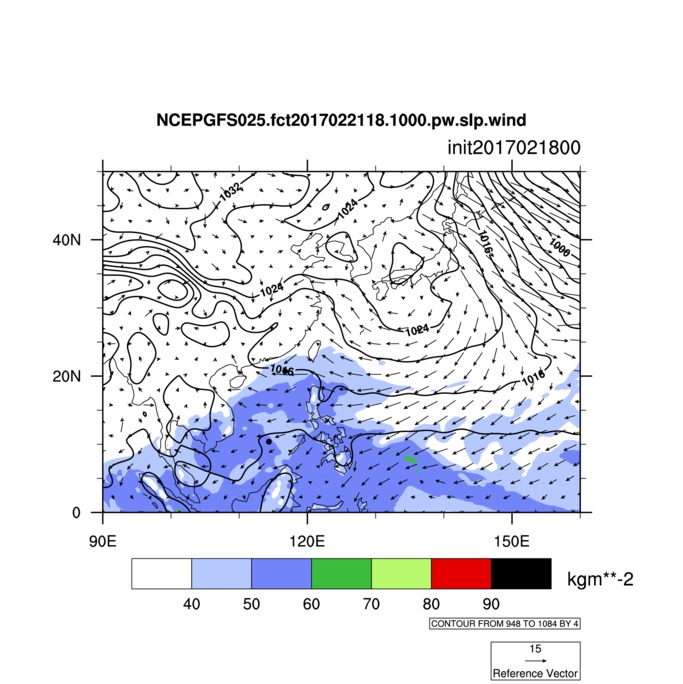 NCEPGFS025.fct2017022118.1000.pw.slp.wind
init2017021800
1032
1024
40N
1016
1000
1024
1024
20N
1016
1016
0
90E 120E 150E
40 50 60 70 80 90
kgm**-2
CONTOUR FROM 948 TO 1084 BY 4
15
Reference Vector